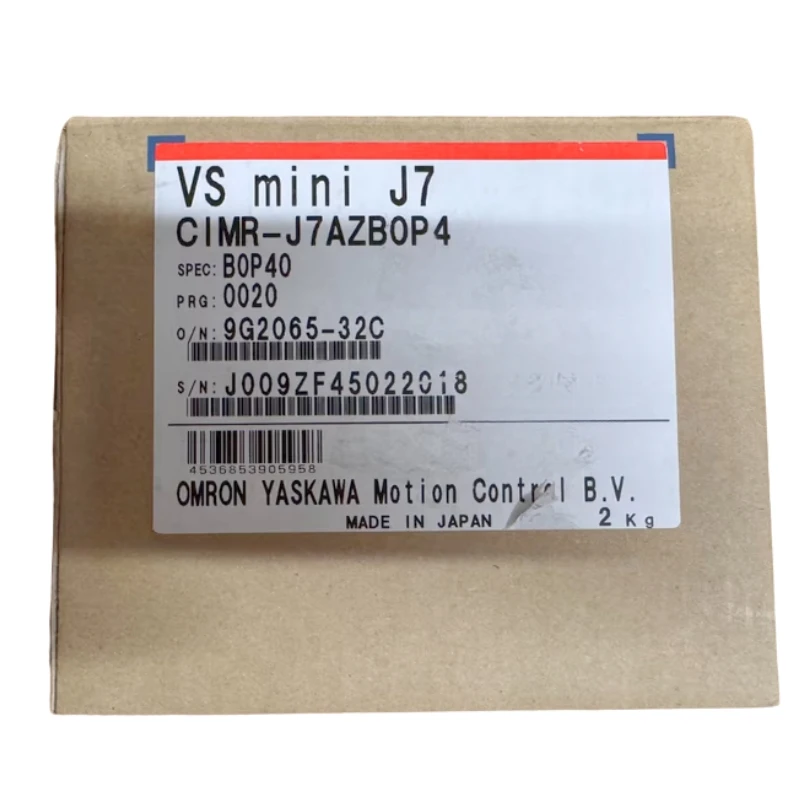 VS mini J7
CIMR-J7AZB0P4
SPEC: B0P40
PRG: 0020
O/N: 9G2065-32C
S/N: J009ZF45022018
4536853905958
OMRON YASKAWA Motion Control B.V.
MADE IN JAPAN 2 Kg